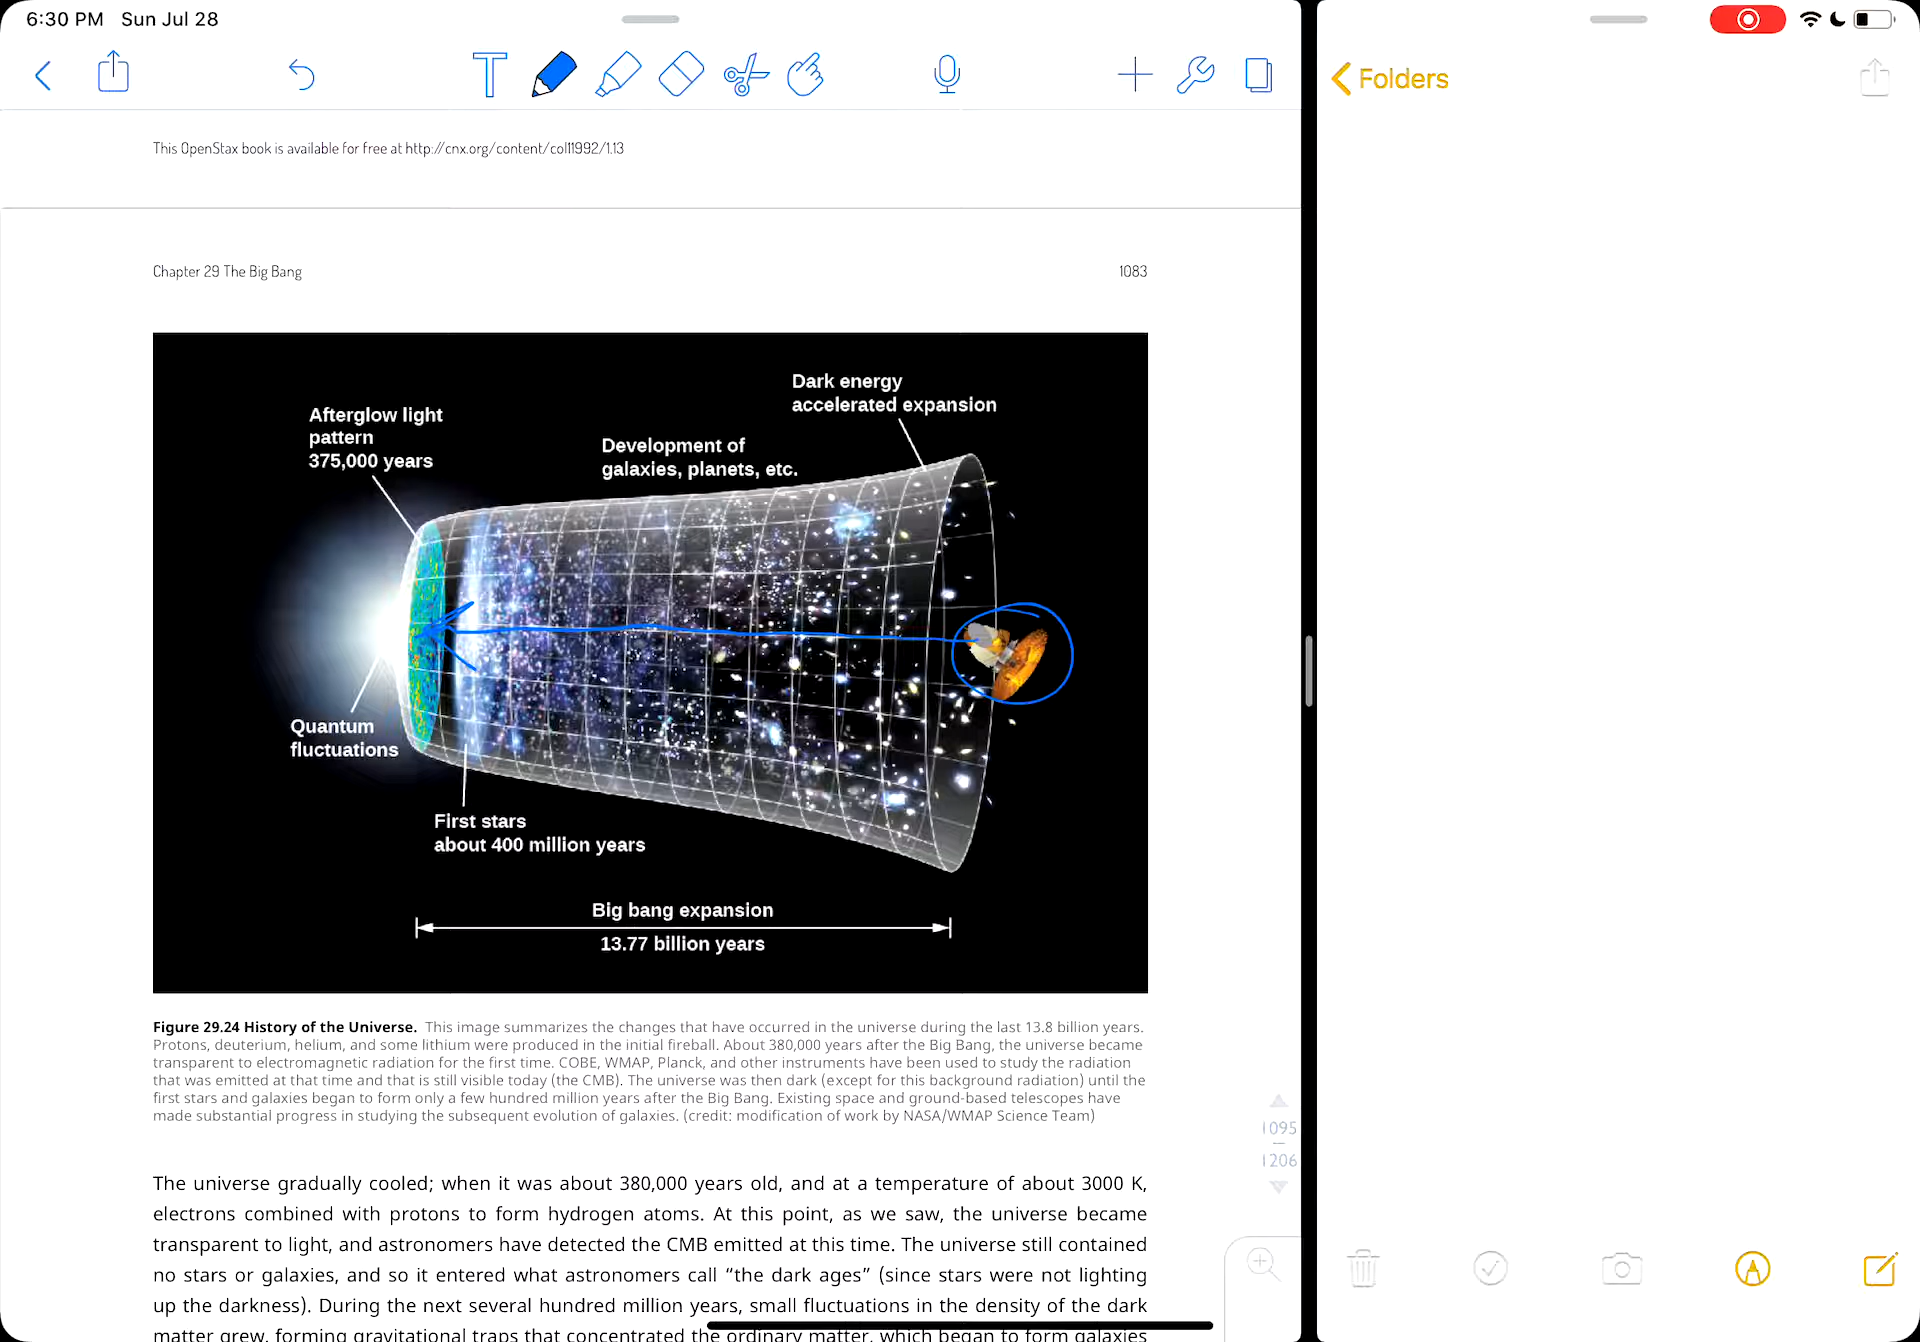 6:30 PM Sun Jul 28
Folders
This OpenStax book is available for free at http://cnx.org/content/col11992/1.13
Chapter 29 The Big Bang 1083
Dark energy
accelerated expansion
Afterglow light
pattern
375,000 years
Development of
galaxies, planets, etc.
Quantum
fluctuations
First stars
about 400 million years
Big bang expansion
13.77 billion years
Figure 29.24 History of the Universe. This image summarizes the changes that have occurred in the universe during the last 13.8 billion years.
Protons, deuterium, helium, and some lithium were produced in the initial fireball. About 380,000 years after the Big Bang, the universe became
transparent to electromagnetic radiation for the first time. COBE, WMAP, Planck, and other instruments have been used to study the radiation
that was emitted at that time and that is still visible today (the CMB). The universe was then dark (except for this background radiation) until the
first stars and galaxies began to form only a few hundred million years after the Big Bang. Existing space and ground-based telescopes have
made substantial progress in studying the subsequent evolution of galaxies. (credit: modification of work by NASA/WMAP Science Team)
1095
1206
The universe gradually cooled; when it was about 380,000 years old, and at a temperature of about 3000 K,
electrons combined with protons to form hydrogen atoms. At this point, as we saw, the universe became
transparent to light, and astronomers have detected the CMB emitted at this time. The universe still contained
no stars or galaxies, and so it entered what astronomers call “the dark ages” (since stars were not lighting
up the darkness). During the next several hundred million years, small fluctuations in the density of the dark
matter grew, forming gravitational traps that concentrated the ordinary matter, which began to form galaxies